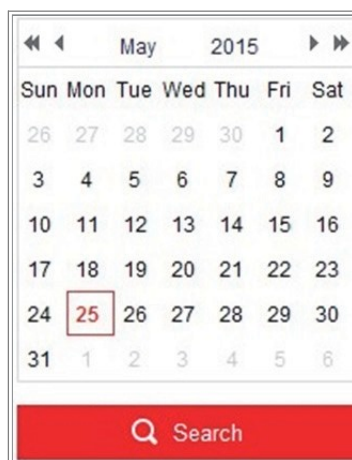 May 2015
Sun Mon Tue Wed Thu Fri Sat
26 27 28 29 30 1 2
3 4 5 6 7 8 9
10 11 12 13 14 15 16
17 18 19 20 21 22 23
24 25 26 27 28 29 30
31 1 2 3 4 5 6
Search